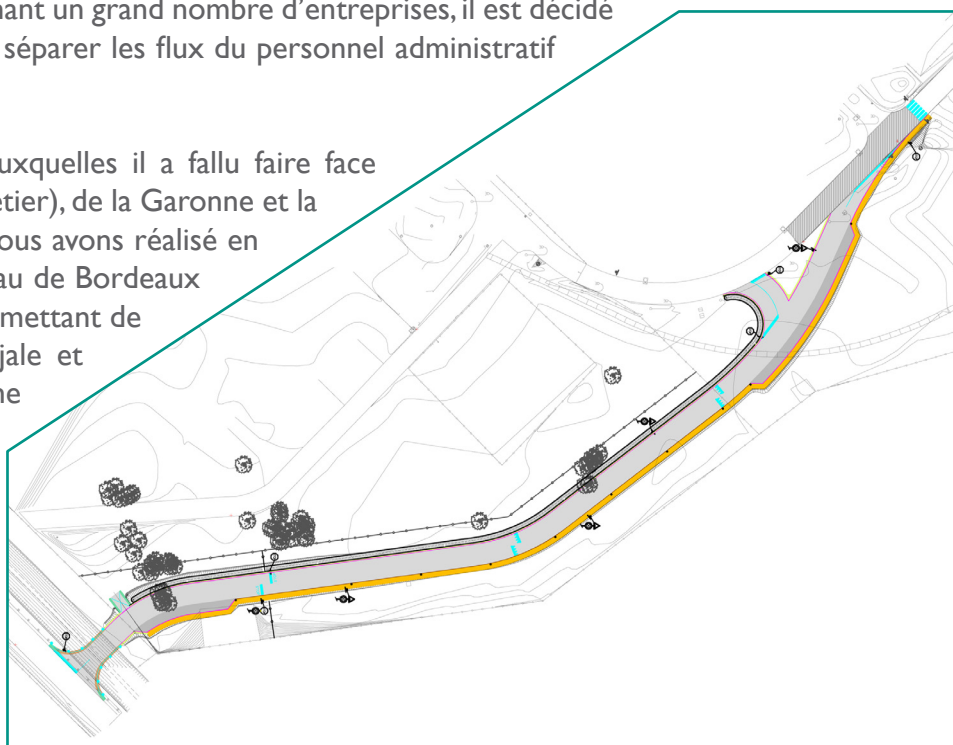 nant un grand nombre d’entreprises, il est décidé
séparer les flux du personnel administratif
uxquelles il a fallu faire face
etier), de la Garonne et la
ous avons réalisé en
au de Bordeaux
mettant de
jale et
ne